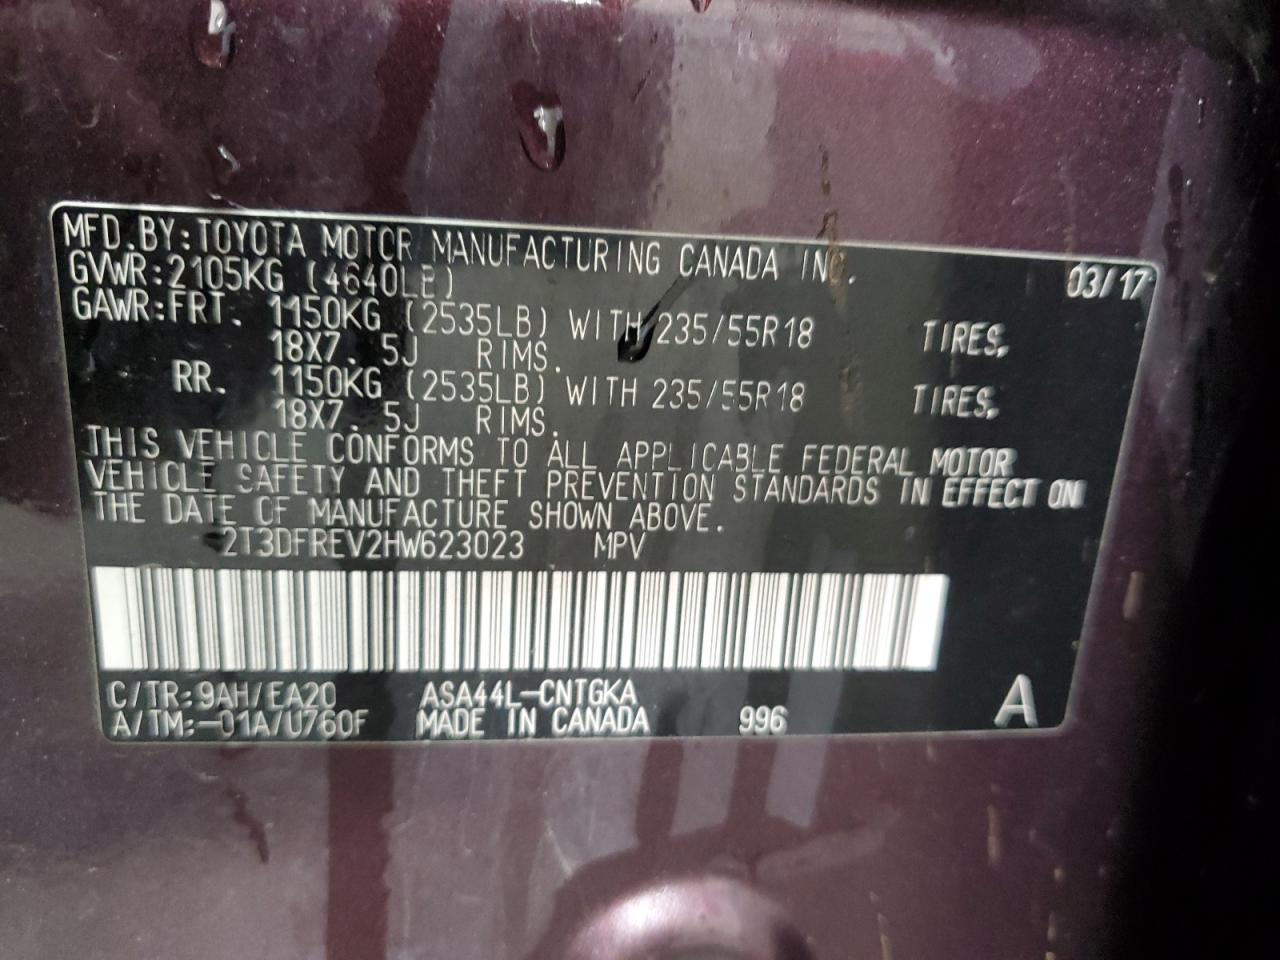 MFD.BY:TOYOTA MOTOR MANUFACTURING CANADA INC. 03/17
GVWR:2105KG (4640LB)
GAWR:FRT. 1150KG (2535LB) WITH 235/55R18 TIRES,
18X7.5J RIMS.
RR. 1150KG (2535LB) WITH 235/55R18 TIRES,
18X7.5J RIMS.
THIS VEHICLE CONFORMS TO ALL APPLICABLE FEDERAL MOTOR
VEHICLE SAFETY AND THEFT PREVENTION STANDARDS IN EFFECT ON
THE DATE OF MANUFACTURE SHOWN ABOVE.
2T3DFREV2HW623023 MPV
C/TR:9AH/EA20 ASA44L-CNTGKA
A/TM:-01A/U760F MADE IN CANADA 996 A